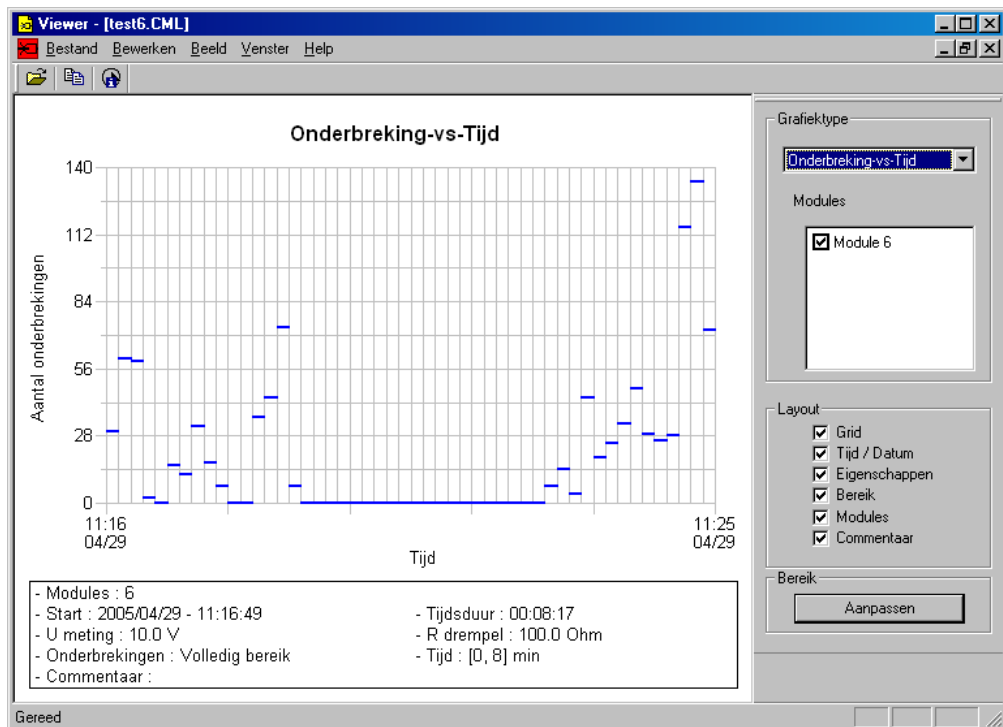 Viewer - [test6.CML]
Bestand Bewerken Beeld Venster Help
Onderbreking-vs-Tijd
Aantal onderbrekingen
140
112
84
56
28
0
11:16
04/29
11:25
04/29
Tijd
- Modules : 6
- Start : 2005/04/29 - 11:16:49
- U meting : 10.0 V
- Onderbrekingen : Volledig bereik
- Commentaar :
- Tijdsduur : 00:08:17
- R drempel : 100.0 Ohm
- Tijd : [0, 8] min
Grafiektype
Onderbreking-vs-Tijd
Modules
Module 6
Layout
Grid
Tijd / Datum
Eigenschappen
Bereik
Modules
Commentaar
Bereik
Aanpassen
Gereed